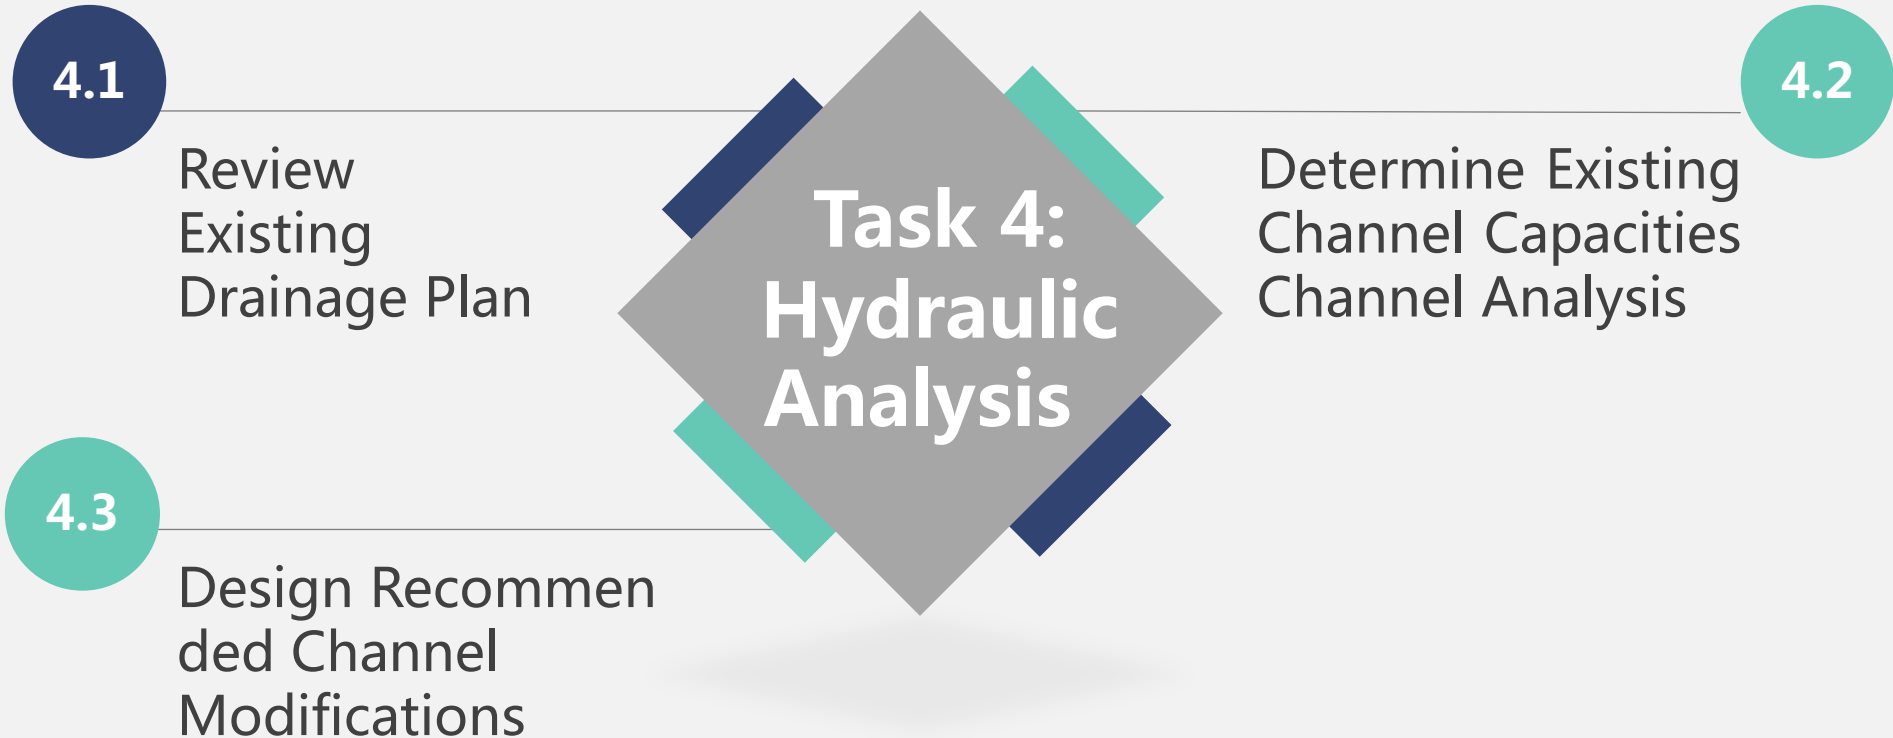 4.1
Review
Existing
Drainage Plan
Task 4:
Hydraulic
Analysis
4.2
Determine Existing
Channel Capacities
Channel Analysis
4.3
Design Recommen
ded Channel
Modifications